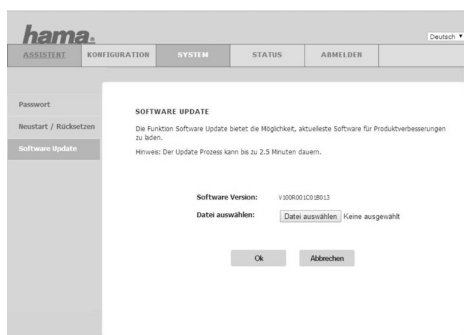 hama®
Deutsch
ASSISTENT KONFIGURATION SYSTEM STATUS ABMELDEN
Passwort
Neustart / Rücksetzen
Software Update
SOFTWARE UPDATE
Die Funktion Software Update bietet die Möglichkeit, aktuelleste Software für Produktverbesserungen
zu laden.
Hinweis: Der Update Prozess kann bis zu 2.5 Minuten dauern.
Software Version: V100R001C01B013
Datei auswählen: Datei auswählen Keine ausgewählt
Ok Abbrechen